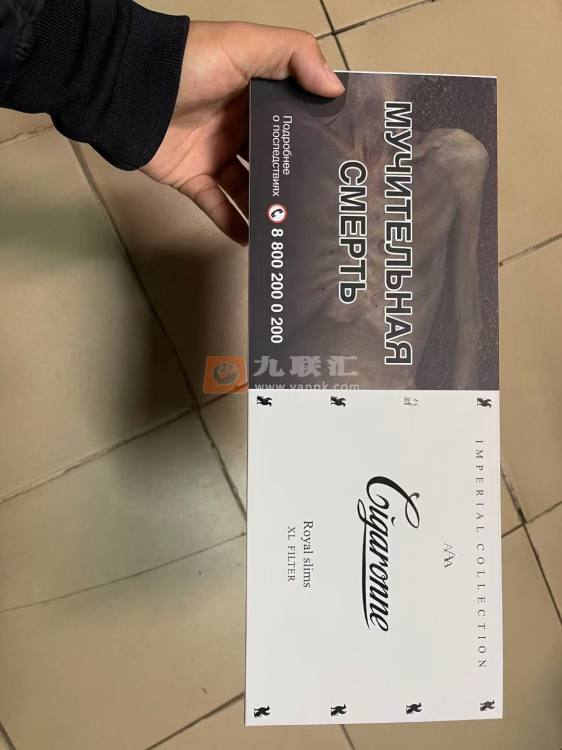 МУЧИТЕЛЬНАЯ
СМЕРТЬ
Подробнее
о последствиях
8 800 200 0 200
九联汇
www.yanpk.com
IMPERIAL COLLECTION
AAA
Cigaronne
Royal slims
XL FILTER